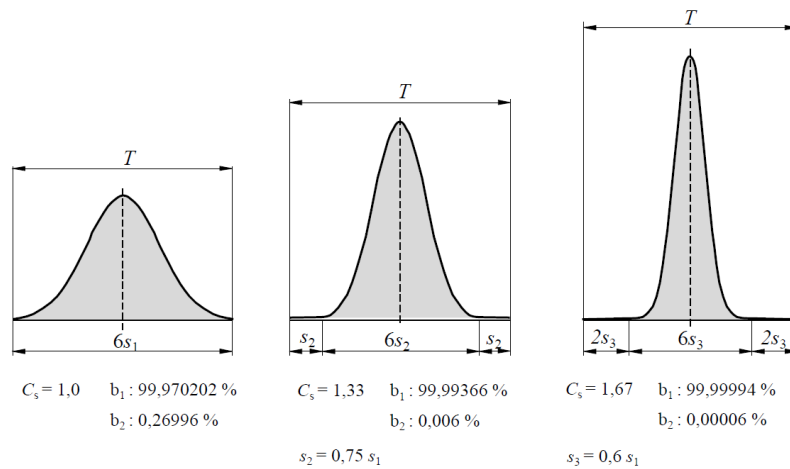 T
T
T
6s₁
s₂ 6s₂ s₂
2s₃ 6s₃ 2s₃
Cₛ = 1,0 b₁ : 99,970202 %
b₂ : 0,26996 %
Cₛ = 1,33 b₁ : 99,99366 %
b₂ : 0,006 %
s₂ = 0,75 s₁
Cₛ = 1,67 b₁ : 99,99994 %
b₂ : 0,00006 %
s₃ = 0,6 s₁